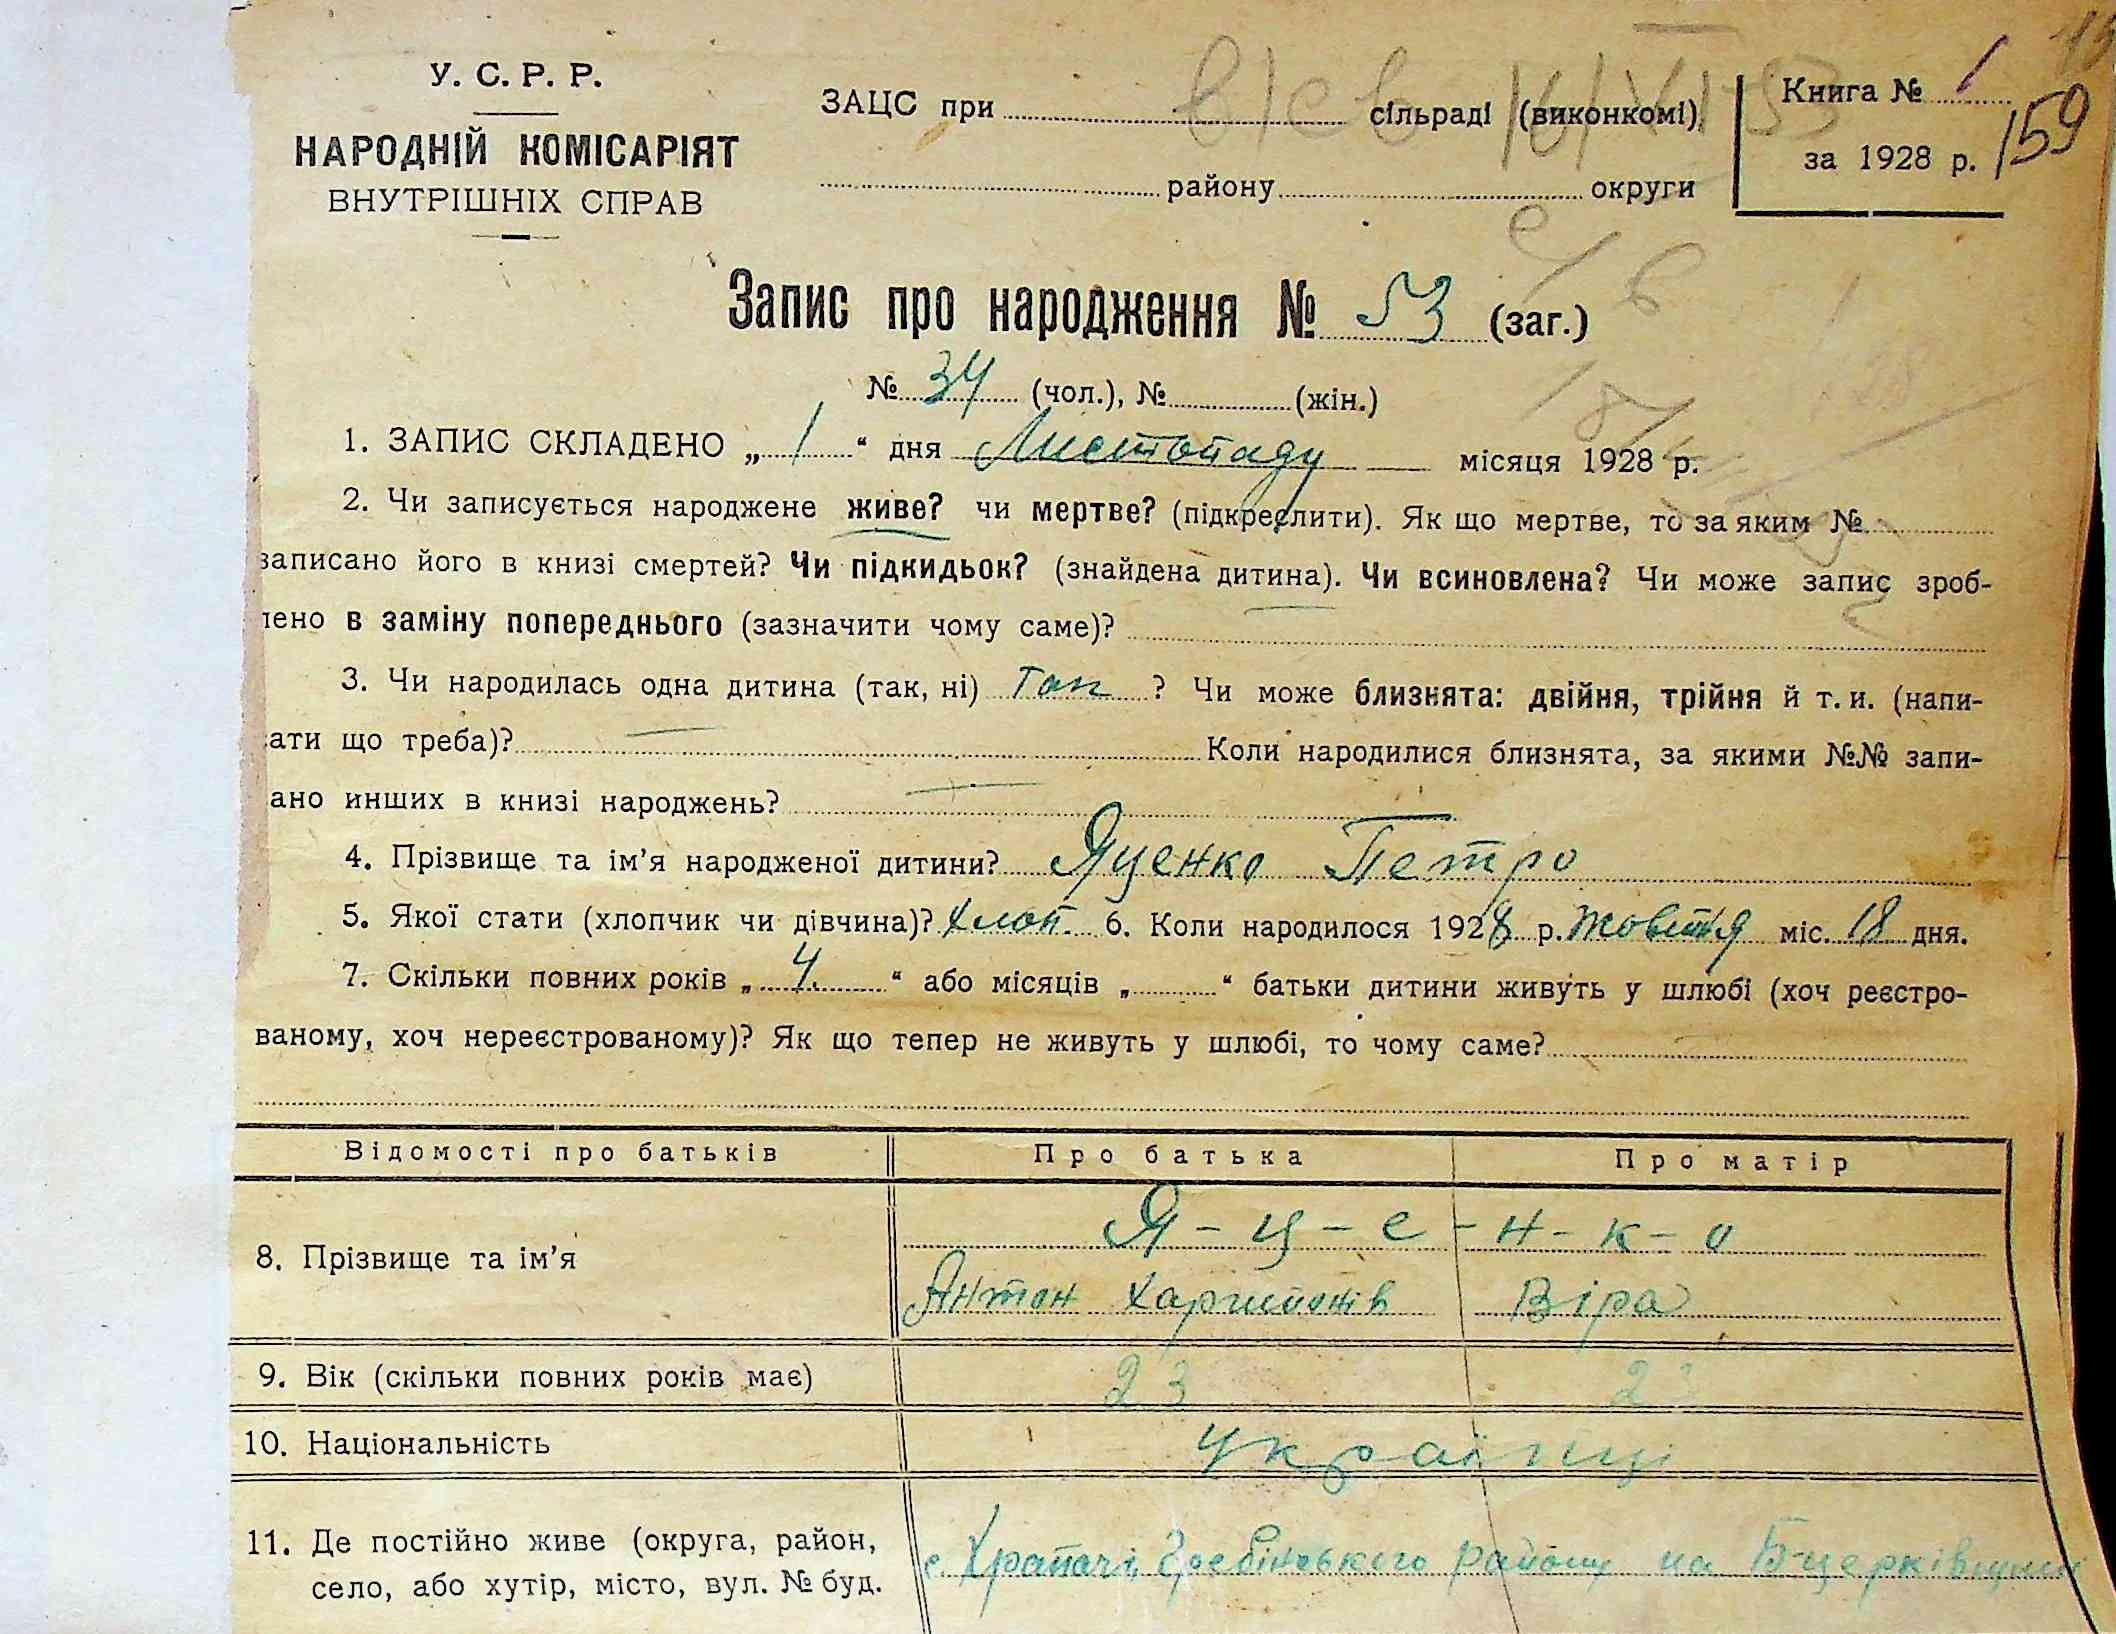 У. С. Р. Р.
НАРОДНІЙ КОМІСАРІЯТ
ВНУТРІШНІХ СПРАВ
ЗАЦС при сільраді (виконкомі)
району округи
Книга № 1
за 1928 р.
159
Запис про народження № 53 (заг.)
№ 34 (чол.), № (жін.)
1. ЗАПИС СКЛАДЕНО „ 1 “ дня Листопаду місяця 1928 р.
2. Чи записується народжене живе? чи мертве? (підкреслити). Як що мертве, то за яким №
записано його в книзі смертей? Чи підкидьок? (знайдена дитина). Чи всиновлена? Чи може запис зроб-
лено в заміну попереднього (зазначити чому саме)?
3. Чи народилась одна дитина (так, ні) так ? Чи може близнята: двійня, трійня й т. и. (напи-
сати що треба)? Коли народилися близнята, за якими №№ запи-
ано инших в книзі народжень?
4. Прізвище та ім’я народженої дитини? Яценко Петро
5. Якої стати (хлопчик чи дівчина)? хлоп. 6. Коли народилося 1928 р. жовтня міс. 18 дня.
7. Скільки повних років „ 4. “ або місяців „ “ батьки дитини живуть у шлюбі (хоч реєстро-
ваному, хоч нереєстрованому)? Як що тепер не живуть у шлюбі, то чому саме?
Відомості про батьків Про батька Про матір
8. Прізвище та ім’я Я-ц-е-н-к-о
Антон Харитонів Віра
9. Вік (скільки повних років має) 23 23
10. Національність українці
11. Де постійно живе (округа, район,
село, або хутір, місто, вул. № буд.
с. Храпачі Гребінківського району на Б-церківщині